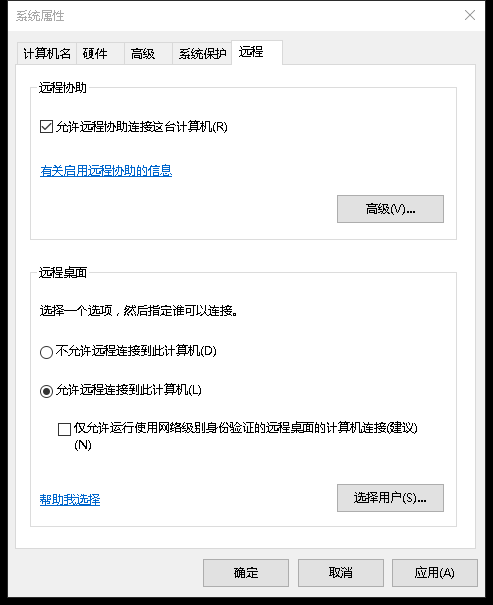 系统属性
计算机名 硬件 高级 系统保护 远程
远程协助
允许远程协助连接这台计算机(R)
有关启用远程协助的信息
高级(V)...
远程桌面
选择一个选项，然后指定谁可以连接。
不允许远程连接到此计算机(D)
允许远程连接到此计算机(L)
仅允许运行使用网络级别身份验证的远程桌面的计算机连接(建议)
(N)
帮助我选择 选择用户(S)...
确定 取消 应用(A)